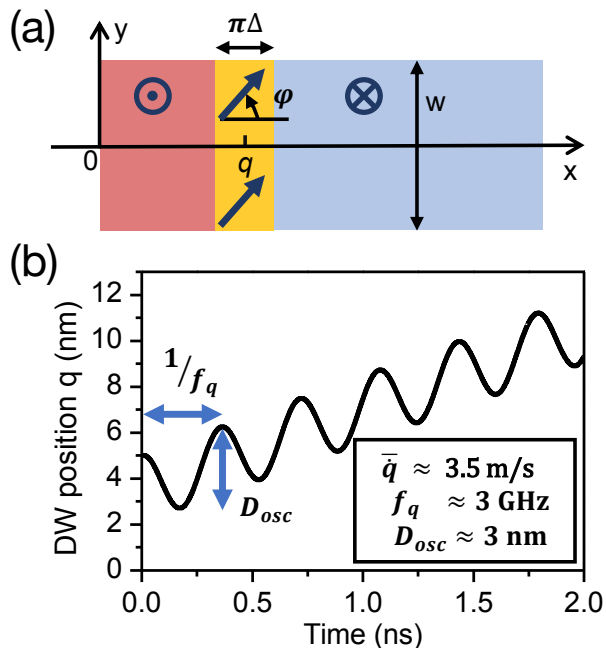 (a)
y
πΔ
φ
w
0
q
x
(b)
DW position q (nm)
12
10
8
6
4
2
0
1/f_q
D_osc
q̄̇ ≈ 3.5 m/s
f_q ≈ 3 GHz
D_osc ≈ 3 nm
0.0 0.5 1.0 1.5 2.0
Time (ns)